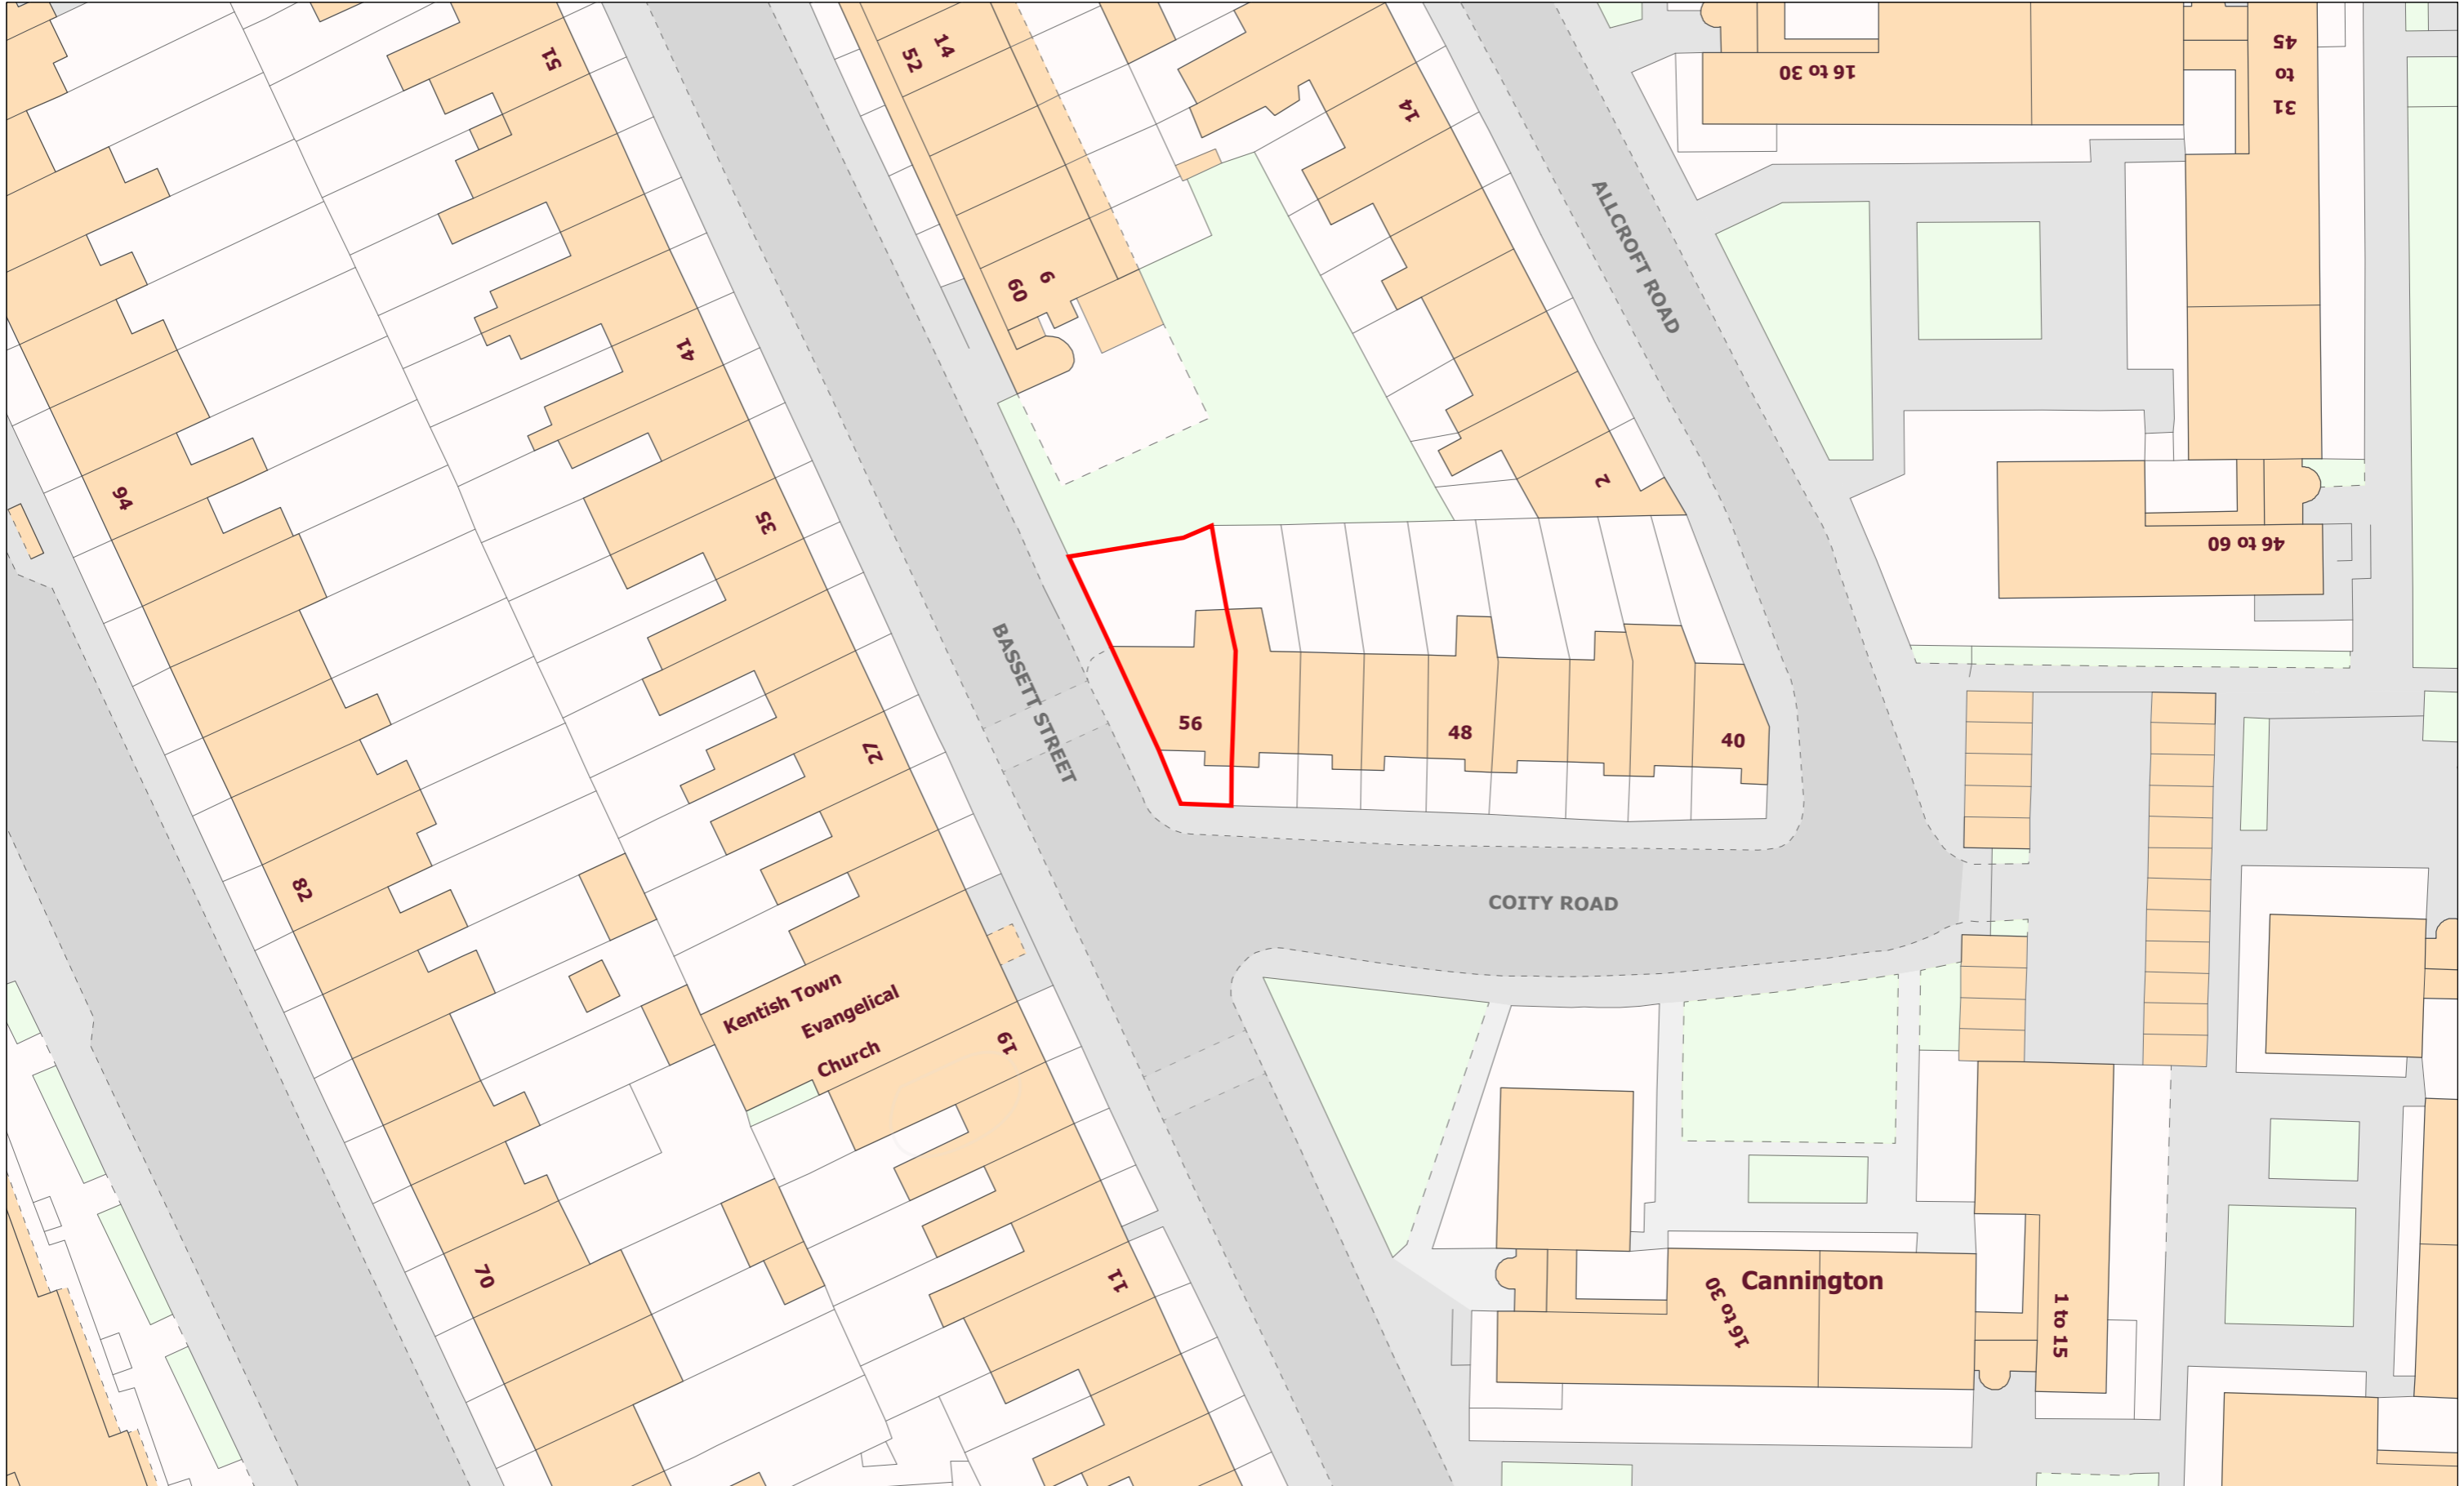 51
52
14
14
16 to 30
45
to
31
ALLCROFT ROAD
60
6
41
94
35
2
46 to 60
BASSETT STREET
56
48
40
27
82
COITY ROAD
Kentish Town
Evangelical
Church
19
70
11
Cannington
16 to 30
1 to 15